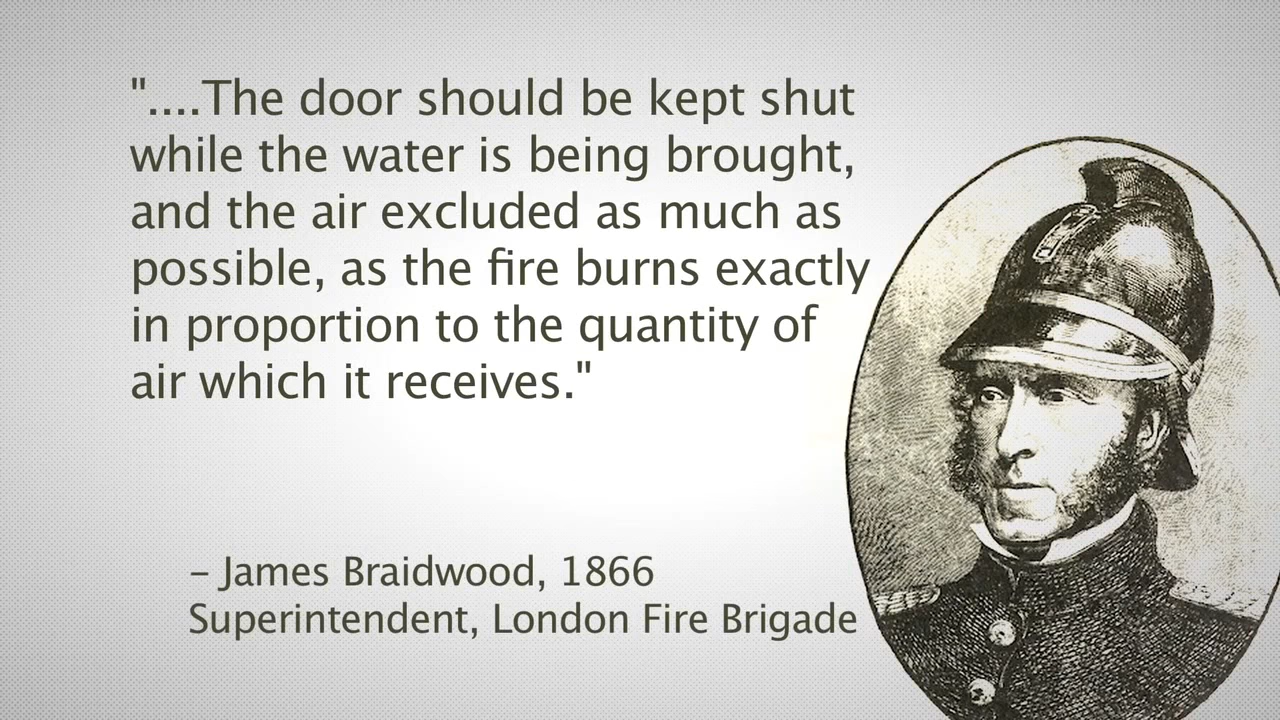 "....The door should be kept shut
while the water is being brought,
and the air excluded as much as
possible, as the fire burns exactly
in proportion to the quantity of
air which it receives."
– James Braidwood, 1866
Superintendent, London Fire Brigade